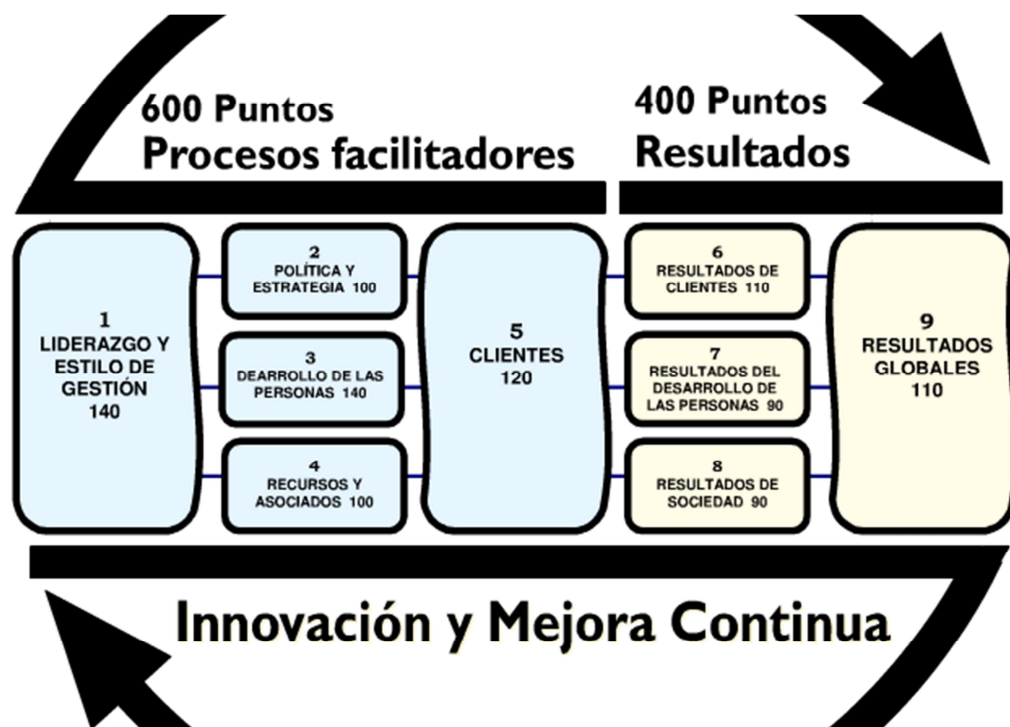 600 Puntos
Procesos facilitadores
400 Puntos
Resultados
1
LIDERAZGO Y
ESTILO DE
GESTIÓN
140
2
POLÍTICA Y
ESTRATEGIA 100
3
DEARROLLO DE LAS
PERSONAS 140
4
RECURSOS Y
ASOCIADOS 100
5
CLIENTES
120
6
RESULTADOS DE
CLIENTES 110
7
RESULTADOS DEL
DESARROLLO DE
LAS PERSONAS 90
8
RESULTADOS DE
SOCIEDAD 90
9
RESULTADOS
GLOBALES
110
Innovación y Mejora Continua